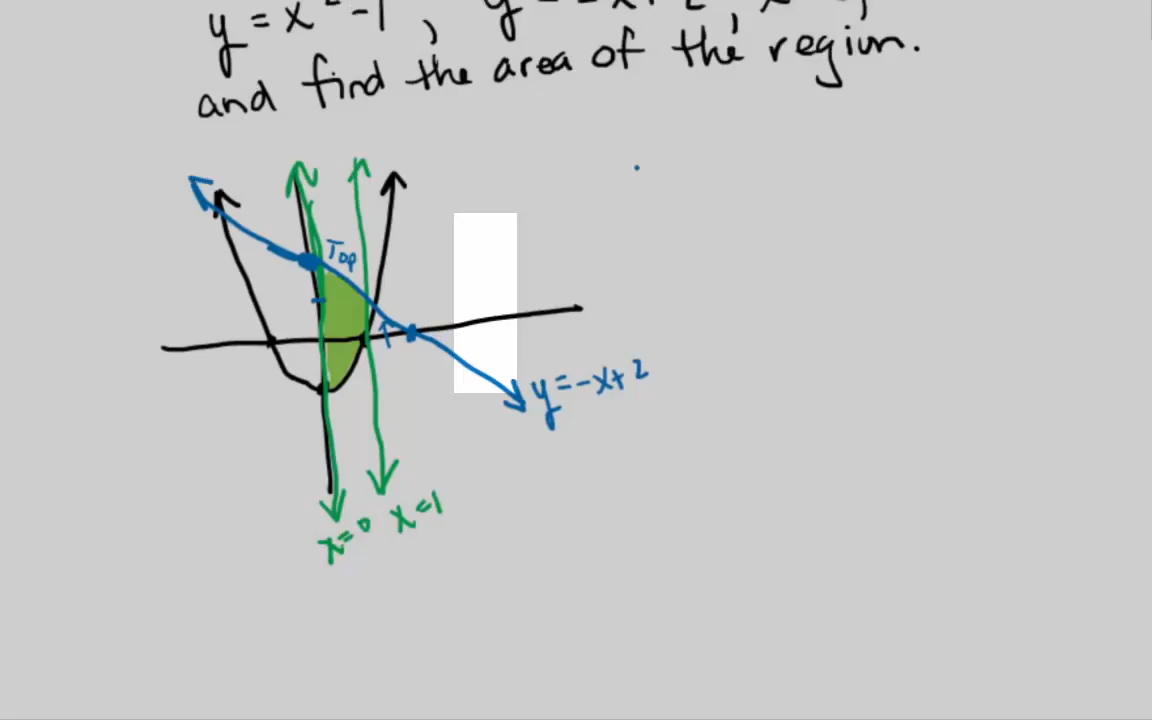 y = x² - 1 , y = -x + 2 , x
and find the area of the region.
Top
y = -x + 2
x = 0 x = 1